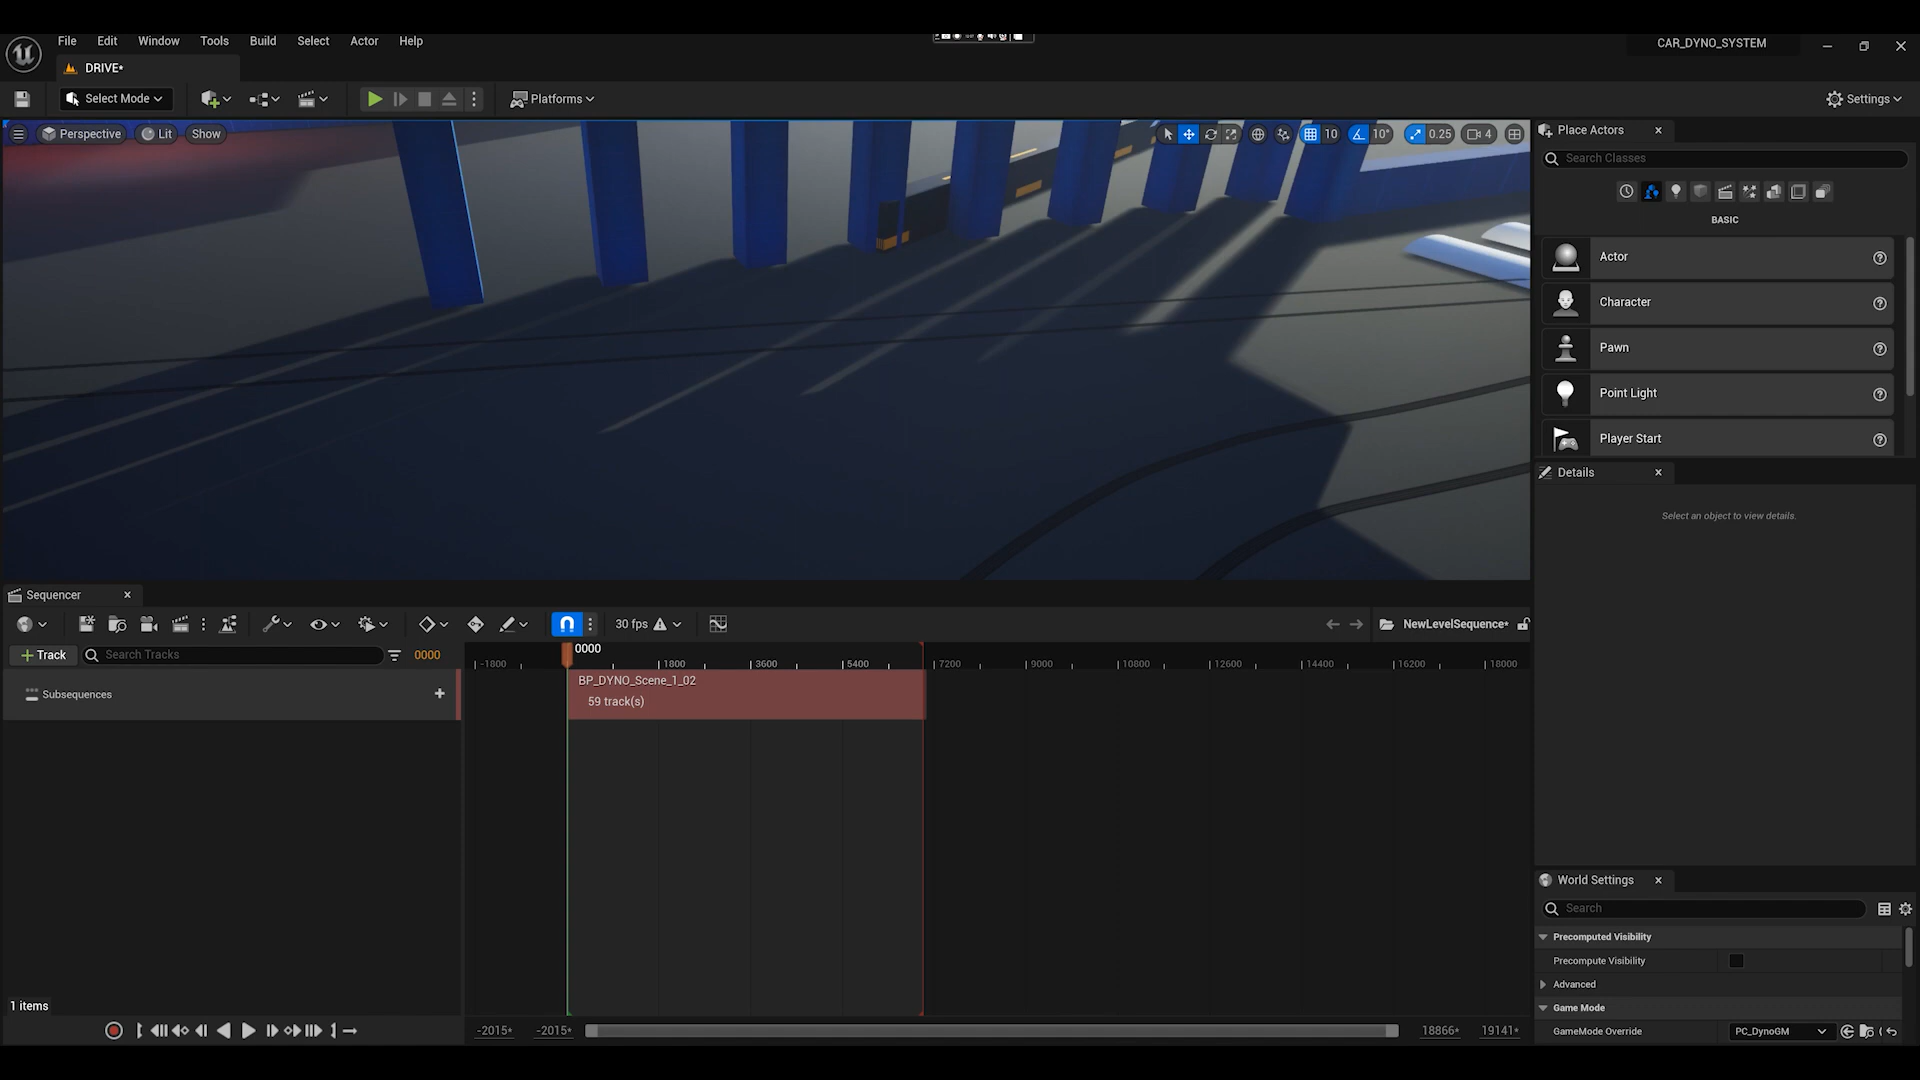 File Edit Window Tools Build Select Actor Help
CAR_DYNO_SYSTEM
DRIVE*
Select Mode
Platforms
Settings
Perspective Lit Show
10 10° 0.25 4
Place Actors
Search Classes
BASIC
Actor
Character
Pawn
Point Light
Player Start
Details
Select an object to view details.
Sequencer
30 fps
NewLevelSequence*
Track
Search Tracks
0000
0000
-1800 1800 3600 5400 7200 9000 10800 12600 14400 16200 18000
Subsequences
BP_DYNO_Scene_1_02
59 track(s)
1 items
-2015* -2015* 18866* 19141*
World Settings
Search
Precomputed Visibility
Precompute Visibility
Advanced
Game Mode
GameMode Override
PC_DynoGM